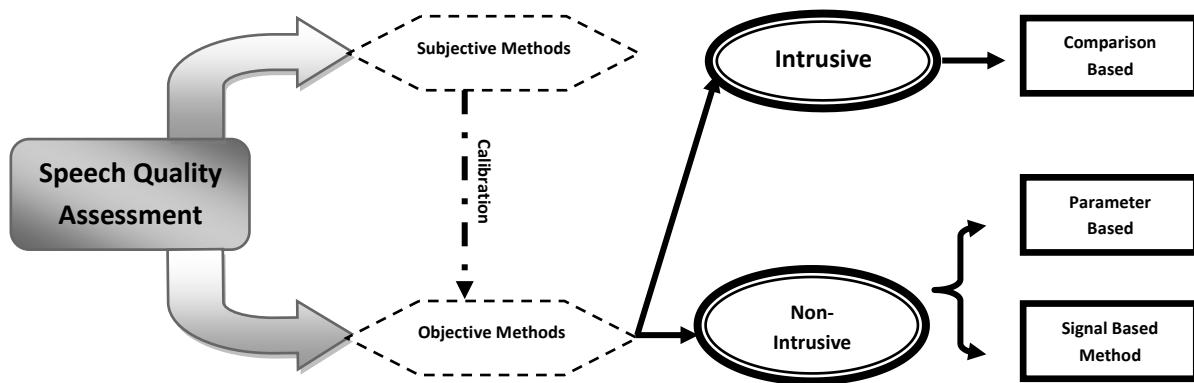 Speech Quality
Assessment
Subjective Methods
Calibration
Objective Methods
Intrusive
Non-
Intrusive
Comparison
Based
Parameter
Based
Signal Based
Method